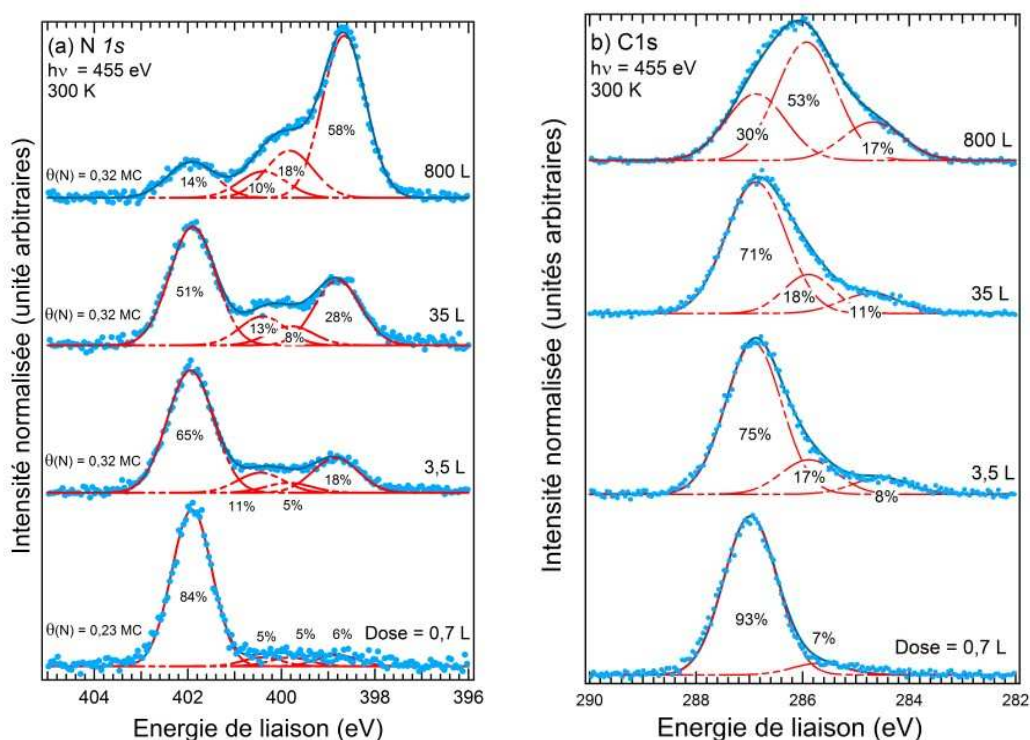 (a) N 1s
hν = 455 eV
300 K
58%
800 L
18%
10%
14%
θ(N) = 0,32 MC
51%
35 L
28%
13%
8%
θ(N) = 0,32 MC
65%
3,5 L
18%
11%
5%
θ(N) = 0,32 MC
84%
5%
5%
6%
Dose = 0,7 L
θ(N) = 0,23 MC
404
402
400
398
396
Energie de liaison (eV)
Intensité normalisée (unité arbitraires)
b) C1s
hν = 455 eV
300 K
53%
30%
17%
800 L
71%
18%
11%
35 L
75%
17%
8%
3,5 L
93%
7%
Dose = 0,7 L
290
288
286
284
282
Energie de liaison (eV)
Intensité normalisée (unités arbitraires)